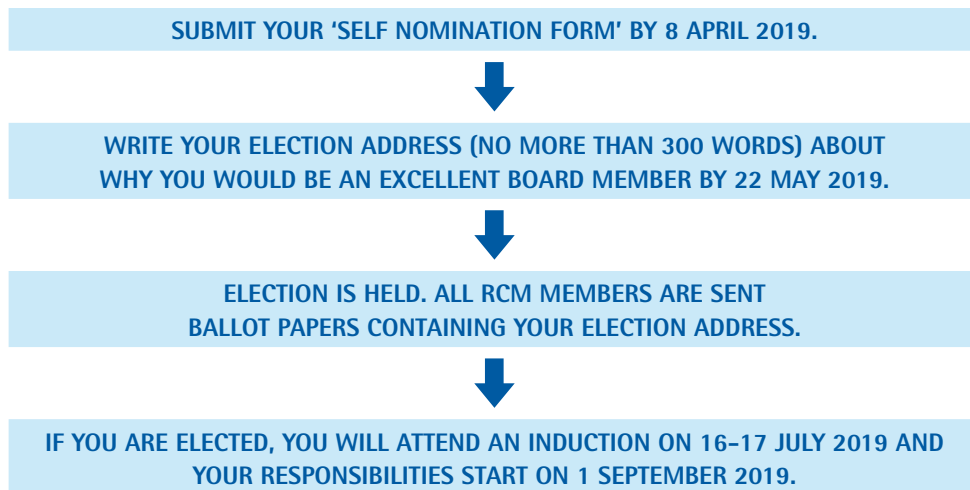 SUBMIT YOUR ‘SELF NOMINATION FORM’ BY 8 APRIL 2019.
WRITE YOUR ELECTION ADDRESS (NO MORE THAN 300 WORDS) ABOUT
WHY YOU WOULD BE AN EXCELLENT BOARD MEMBER BY 22 MAY 2019.
ELECTION IS HELD. ALL RCM MEMBERS ARE SENT
BALLOT PAPERS CONTAINING YOUR ELECTION ADDRESS.
IF YOU ARE ELECTED, YOU WILL ATTEND AN INDUCTION ON 16–17 JULY 2019 AND
YOUR RESPONSIBILITIES START ON 1 SEPTEMBER 2019.